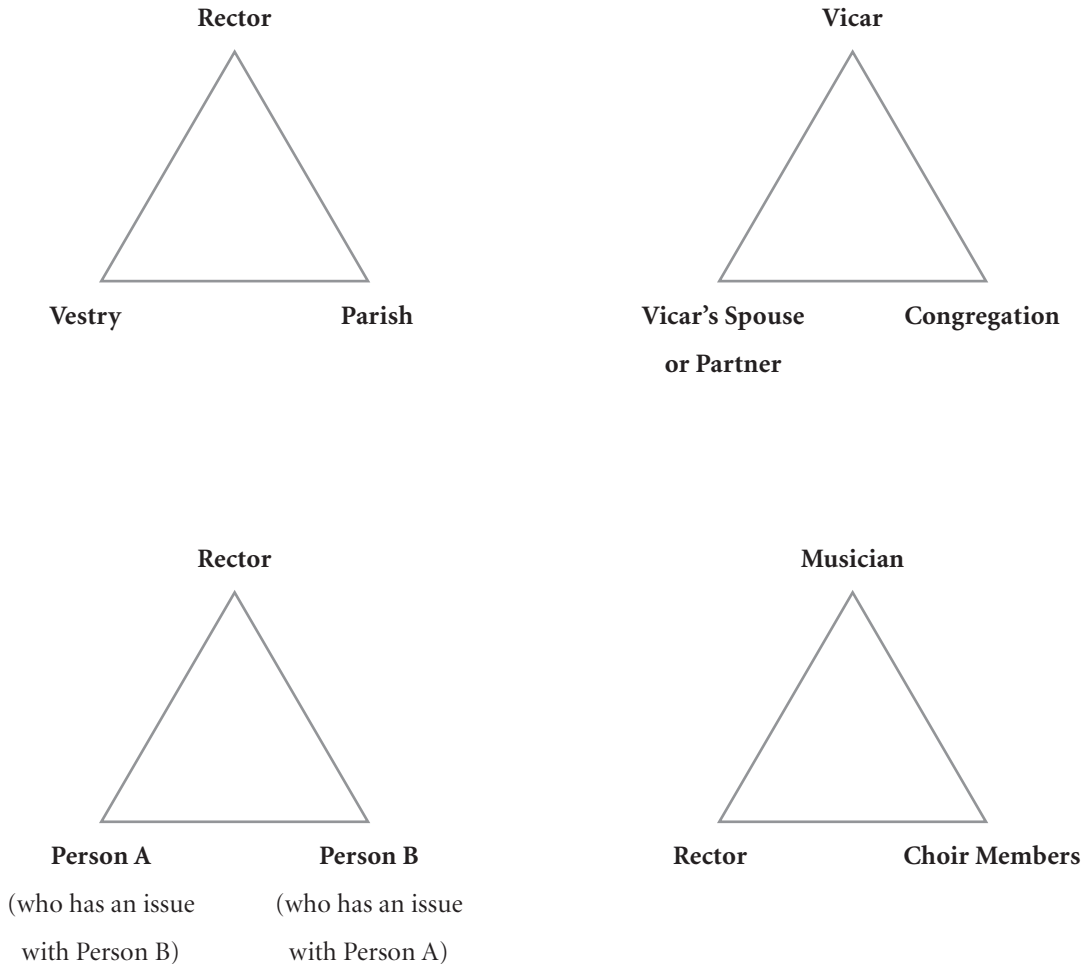 Rector
Vicar
Vestry
Parish
Vicar's Spouse
or Partner
Congregation
Rector
Musician
Person A
(who has an issue
with Person B)
Person B
(who has an issue
with Person A)
Rector
Choir Members